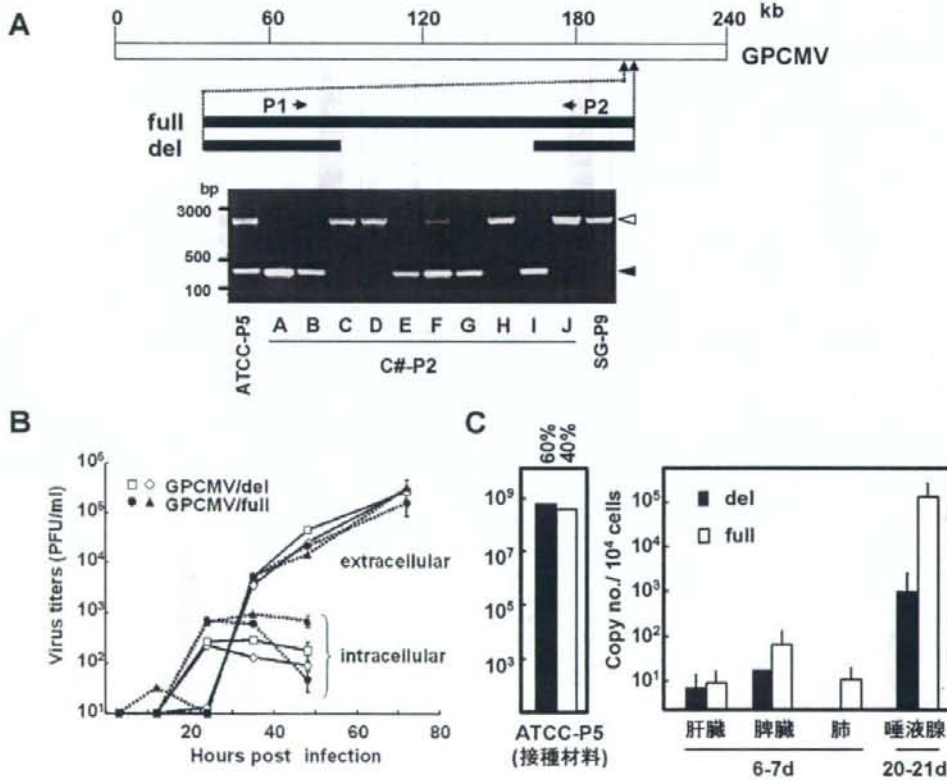 A
0 60 120 180 240 kb
GPCMV
P1 P2
full
del
bp
3000
500
100
ATCC-P5 A B C D E F G H I J SG-P9
C#-P2
B
Virus titers (PFU/ml)
10⁶
10⁵
10⁴
10³
10²
10¹
GPCMV/del
GPCMV/full
extracellular
intracellular
20 40 60 80
Hours post infection
C
60% 40%
10⁹
10⁷
10⁵
10³
ATCC-P5
(接種材料)
Copy no./ 10⁴ cells
10⁵
10⁴
10³
10²
10¹
del
full
肝臓 脾臓 肺 唾液腺
6-7d 20-21d